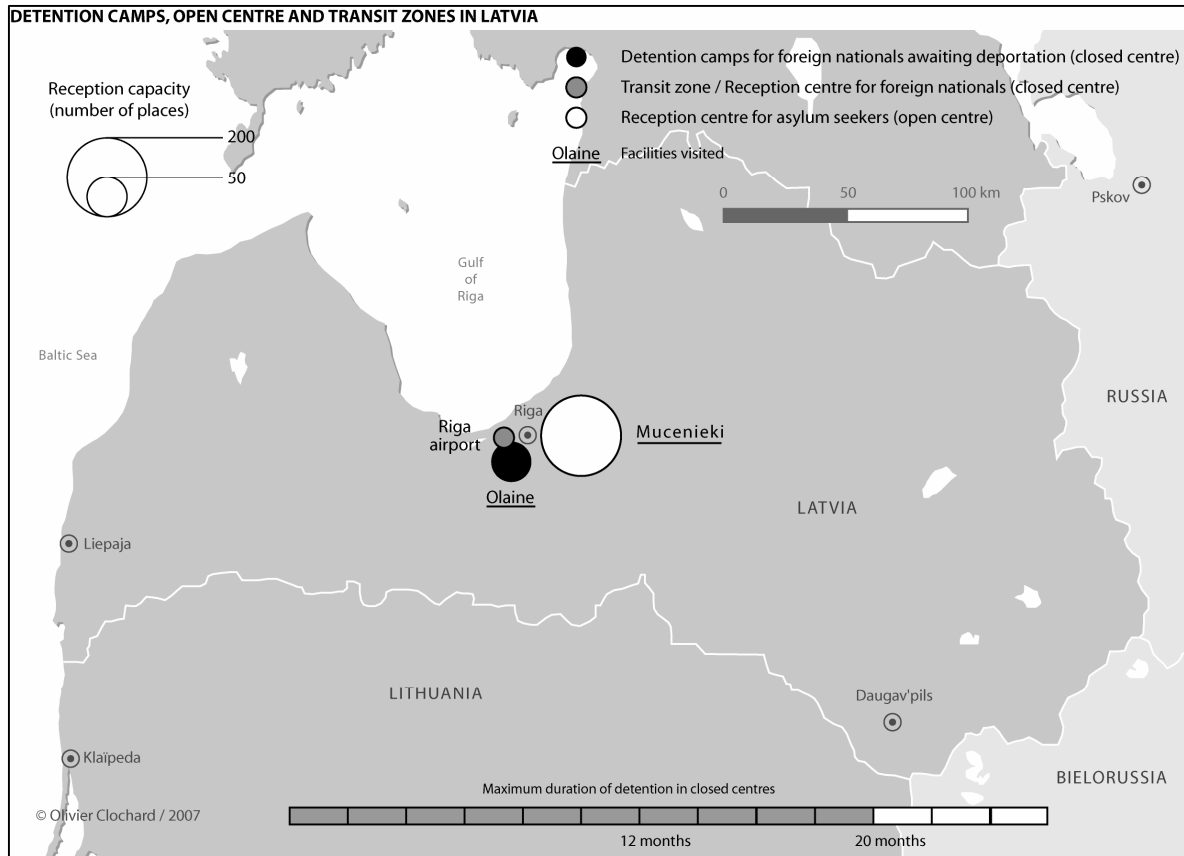 DETENTION CAMPS, OPEN CENTRE AND TRANSIT ZONES IN LATVIA
Reception capacity
(number of places)
200
50
Detention camps for foreign nationals awaiting deportation (closed centre)
Transit zone / Reception centre for foreign nationals (closed centre)
Reception centre for asylum seekers (open centre)
Olaine Facilities visited
0 50 100 km
Pskov
Gulf
of
Riga
Baltic Sea
RUSSIA
Riga
Riga
airport
Mucenieki
Olaine
LATVIA
Liepaja
LITHUANIA
Daugav'pils
Klaïpeda
BIELORUSSIA
Maximum duration of detention in closed centres
© Olivier Clochard / 2007
12 months 20 months